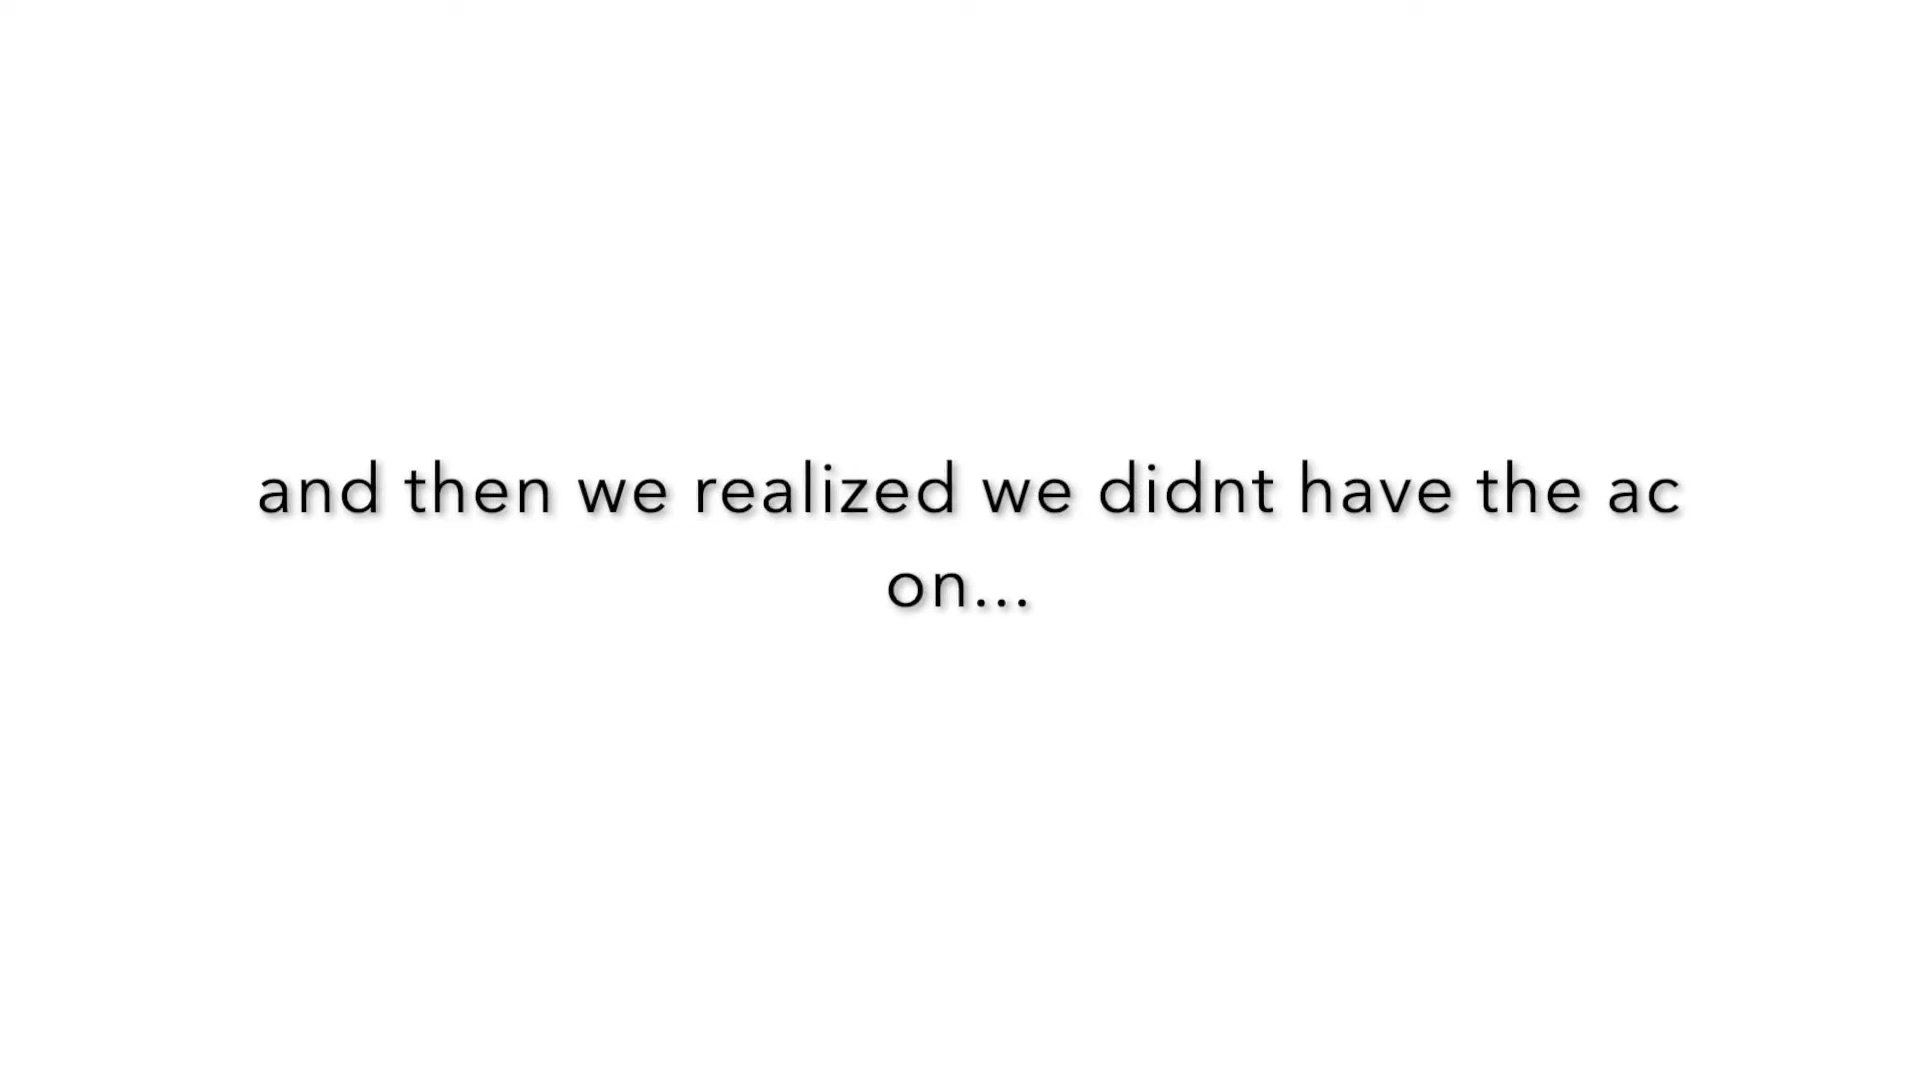 and then we realized we didnt have the ac
on...